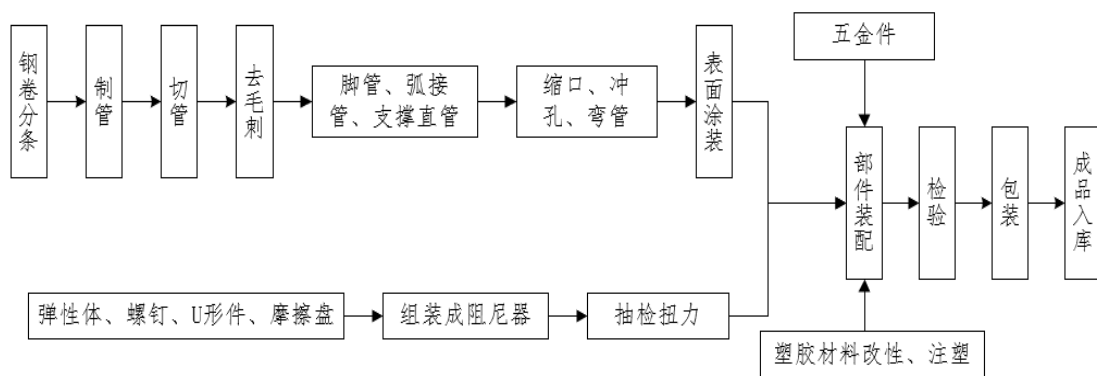 钢卷分条
制管
切管
去毛刺
脚管、弧接
管、支撑直管
缩口、冲
孔、弯管
表面涂装
五金件
部件装配
检验
包装
成品入库
弹性体、螺钉、U形件、摩擦盘
组装成阻尼器
抽检扭力
塑胶材料改性、注塑